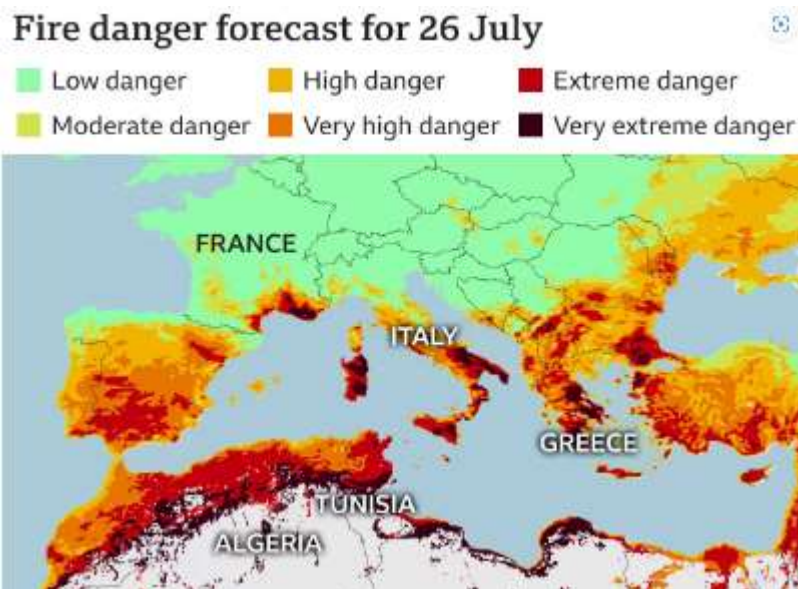 Fire danger forecast for 26 July
Low danger
High danger
Extreme danger
Moderate danger
Very high danger
Very extreme danger
FRANCE
ITALY
GREECE
TUNISIA
ALGERIA